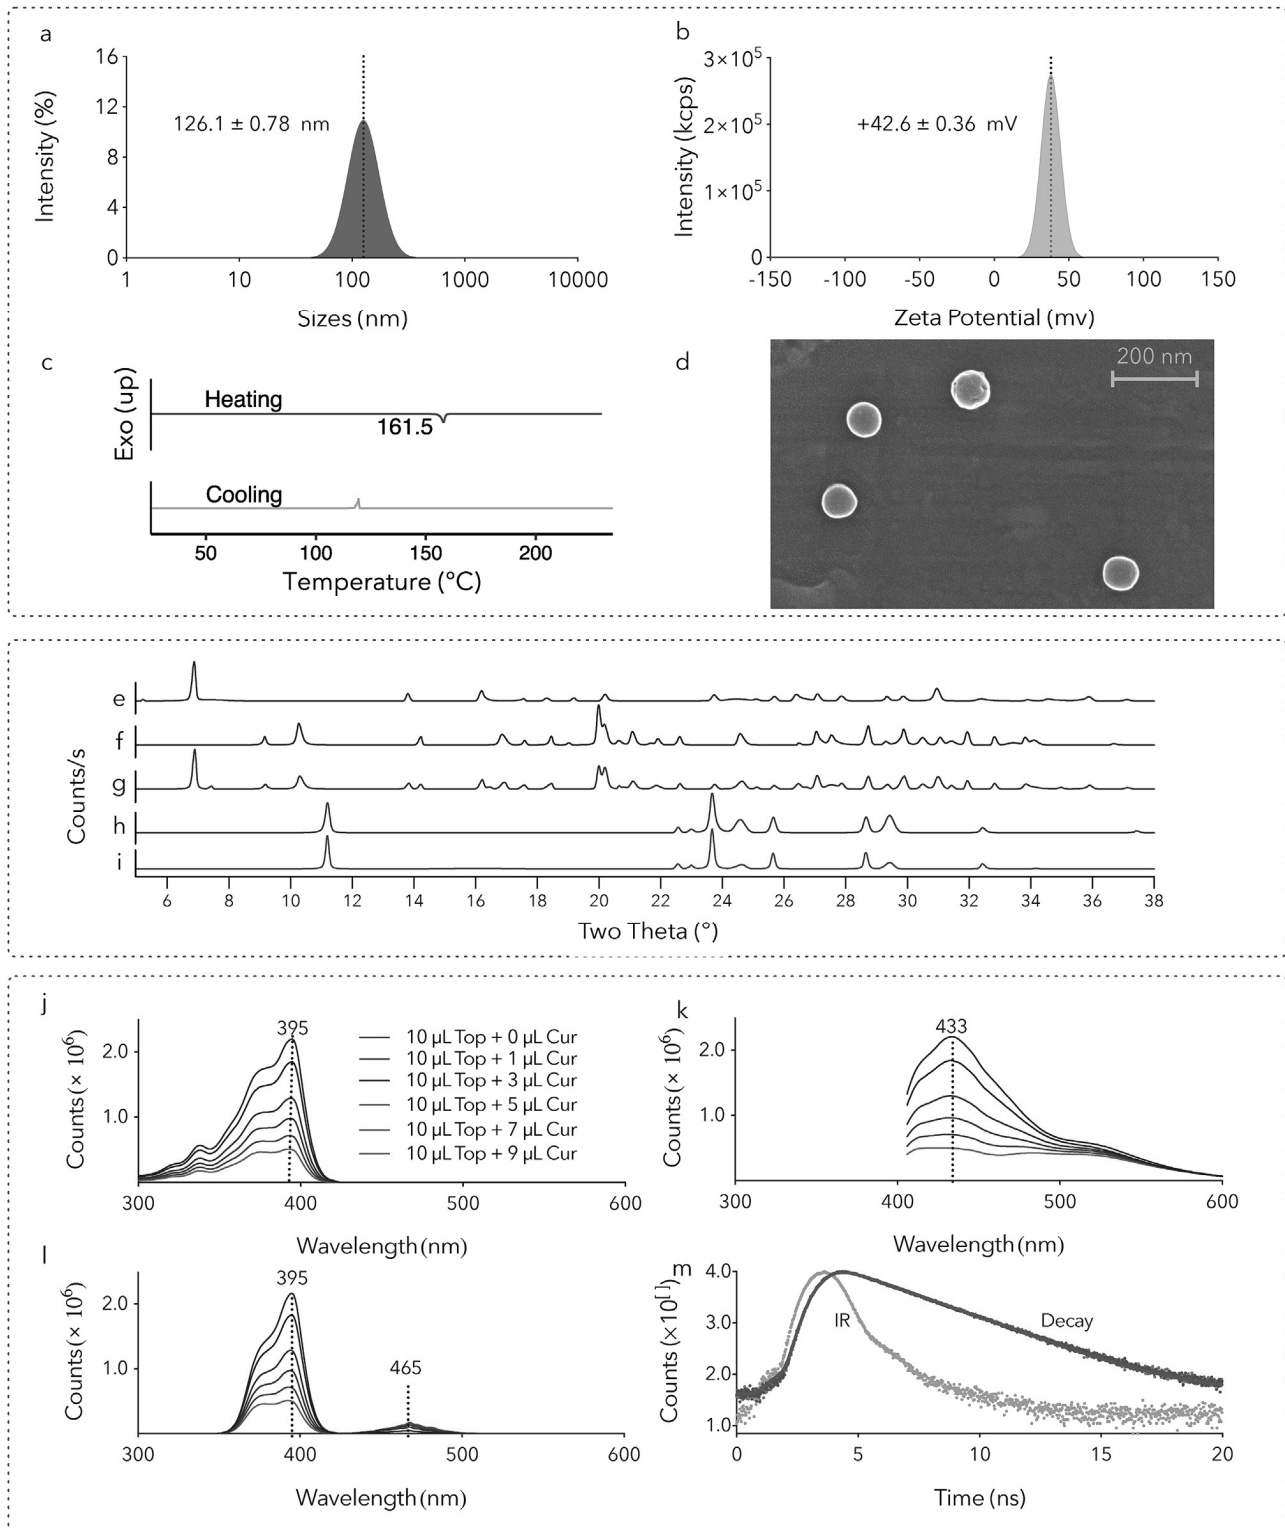 a
16
12
8
4
0
Intensity (%)
126.1 ± 0.78 nm
1 10 100 1000 10000
Sizes (nm)
b
3×10⁵
2×10⁵
1×10⁵
0
Intensity (kcps)
+42.6 ± 0.36 mV
-150 -100 -50 0 50 100 150
Zeta Potential (mv)
c
Exo (up)
Heating
161.5
Cooling
50 100 150 200
Temperature (°C)
d
200 nm
Counts/s
e
f
g
h
i
6 8 10 12 14 16 18 20 22 24 26 28 30 32 34 36 38
Two Theta (°)
j
Counts (× 10⁶)
2.0
1.0
395
10 µL Top + 0 µL Cur
10 µL Top + 1 µL Cur
10 µL Top + 3 µL Cur
10 µL Top + 5 µL Cur
10 µL Top + 7 µL Cur
10 µL Top + 9 µL Cur
300 400 500 600
Wavelength (nm)
k
Counts (× 10⁶)
2.0
1.0
433
300 400 500 600
Wavelength (nm)
l
Counts (× 10⁶)
2.0
1.0
395
465
300 400 500 600
Wavelength (nm)
m
Counts (×10[])
4.0
3.0
2.0
1.0
IR
Decay
0 5 10 15 20
Time (ns)